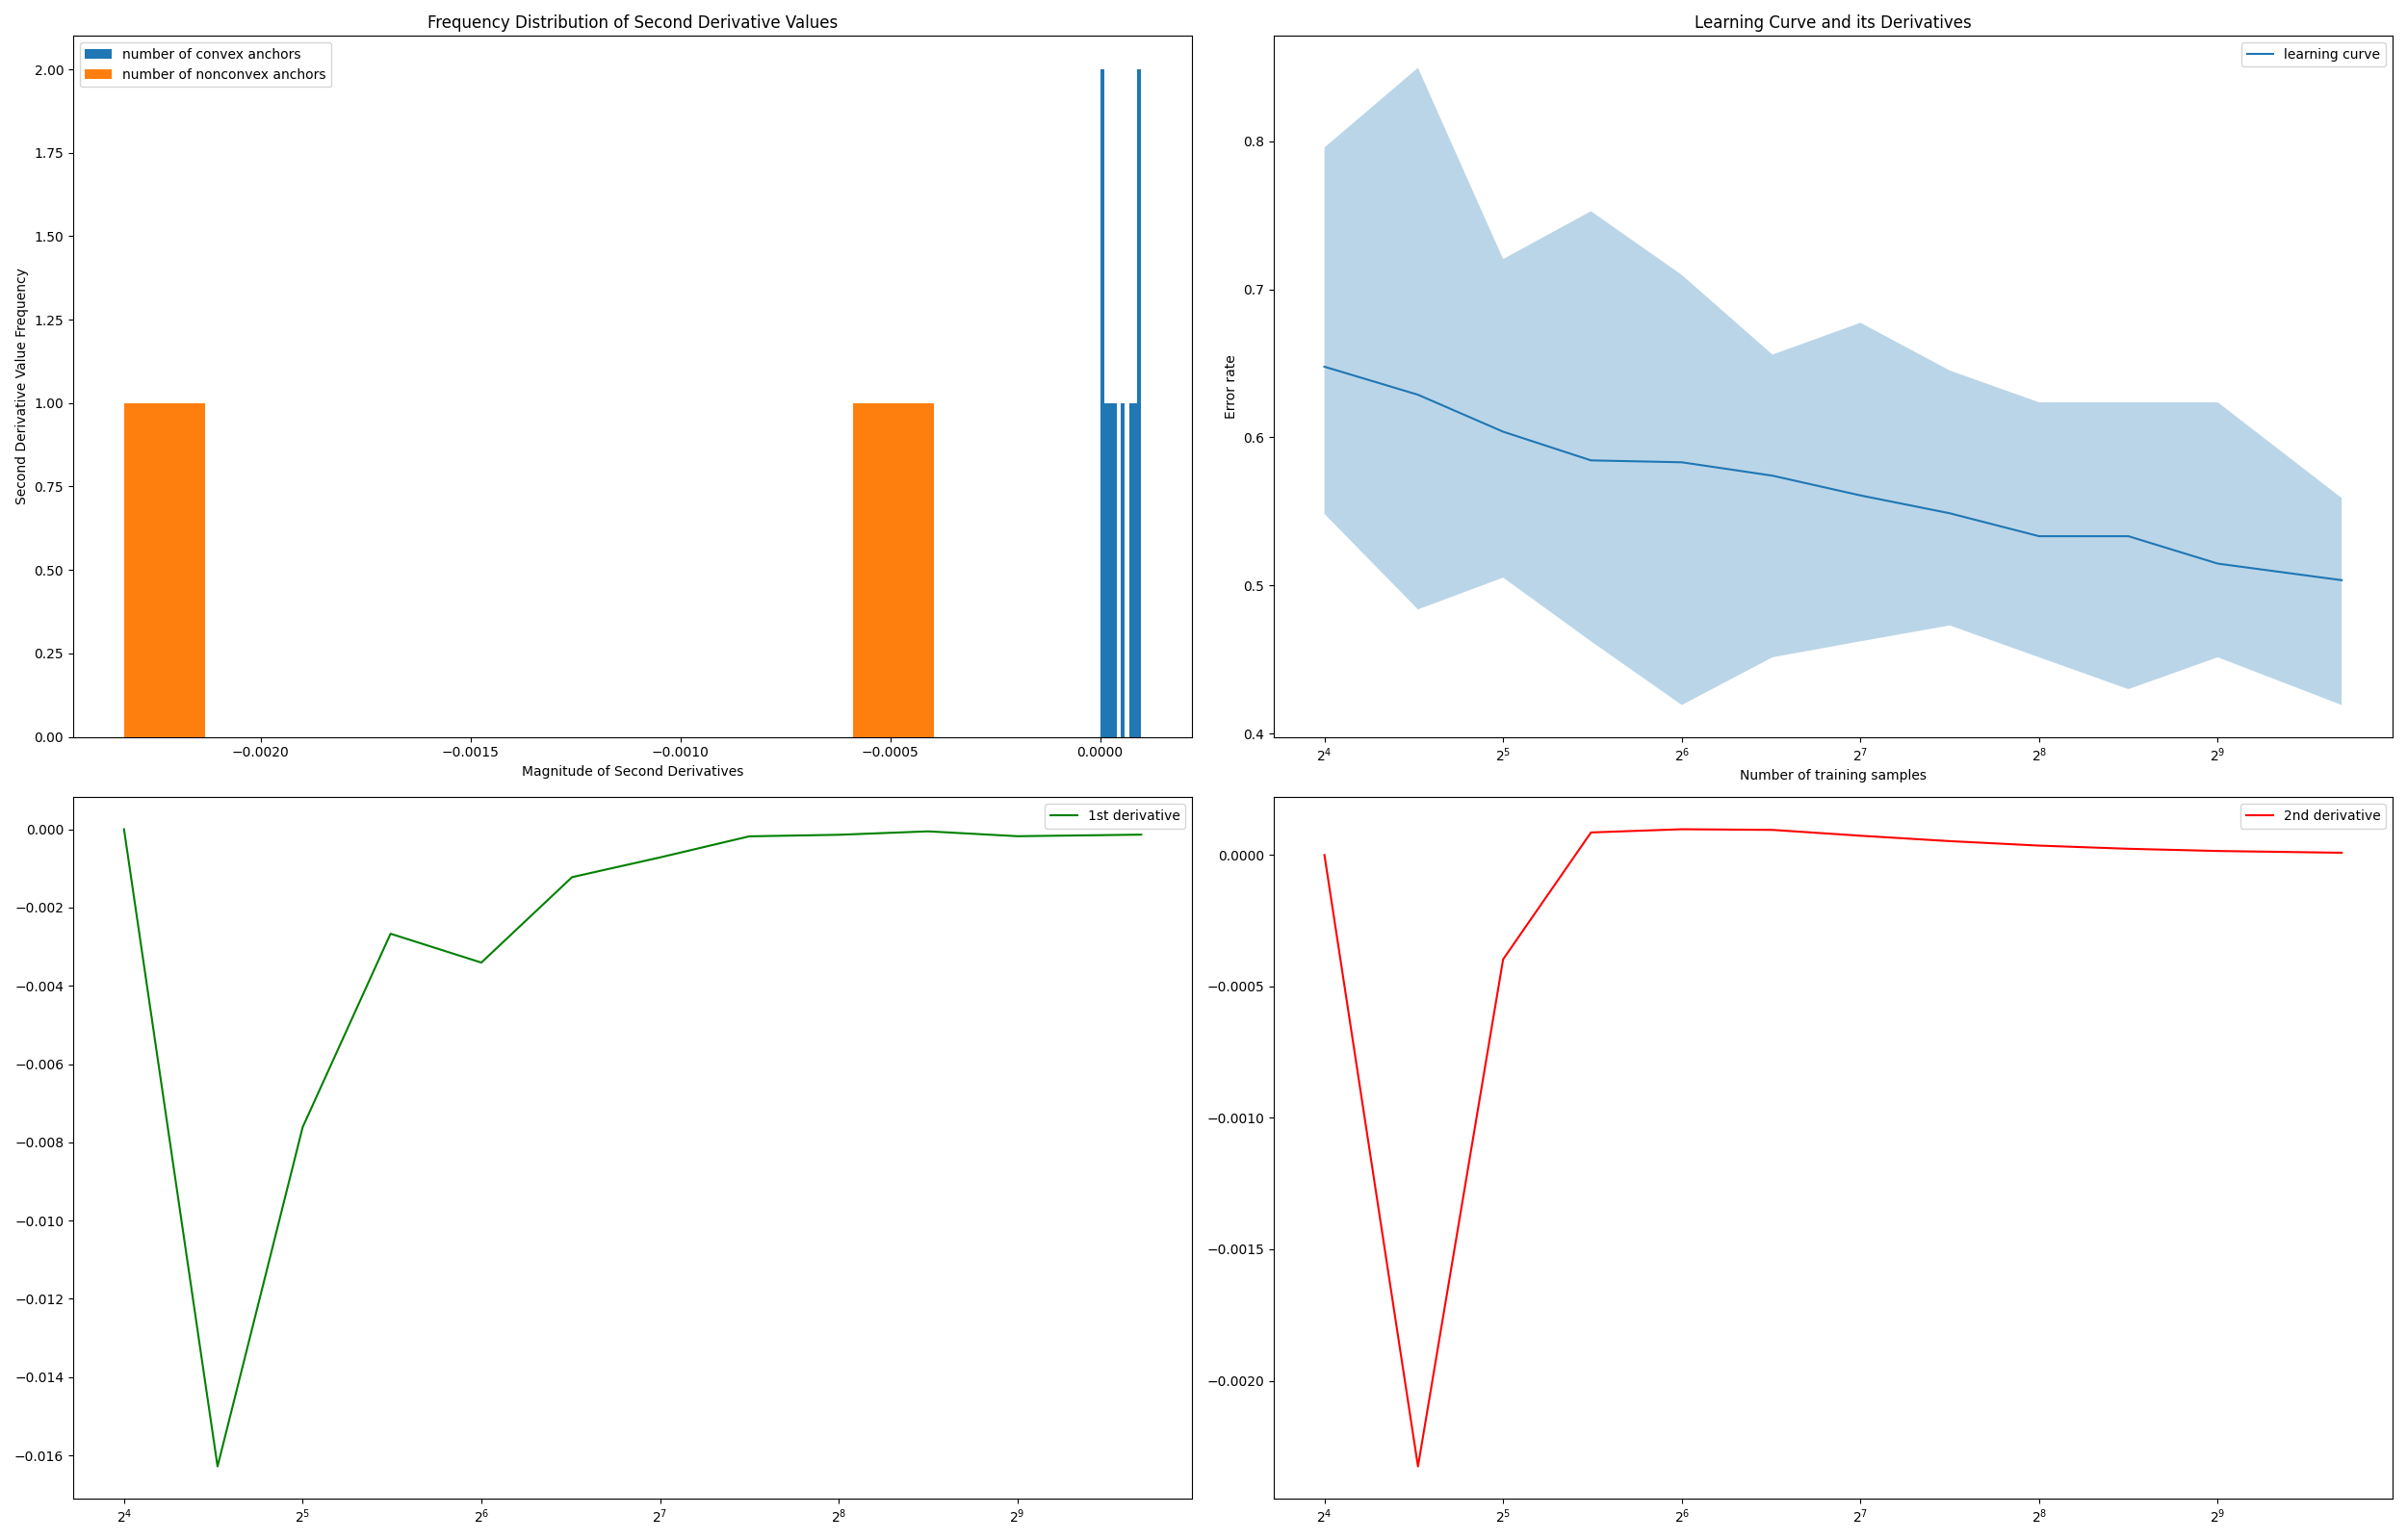 Frequency Distribution of Second Derivative Values
number of convex anchors
number of nonconvex anchors
2.00
1.75
1.50
1.25
1.00
0.75
0.50
0.25
0.00
Second Derivative Value Frequency
−0.0020 −0.0015 −0.0010 −0.0005 0.0000
Magnitude of Second Derivatives
Learning Curve and its Derivatives
learning curve
0.8
0.7
0.6
0.5
0.4
Error rate
2⁴ 2⁵ 2⁶ 2⁷ 2⁸ 2⁹
Number of training samples
1st derivative
0.000
−0.002
−0.004
−0.006
−0.008
−0.010
−0.012
−0.014
−0.016
2⁴ 2⁵ 2⁶ 2⁷ 2⁸ 2⁹
2nd derivative
0.0000
−0.0005
−0.0010
−0.0015
−0.0020
2⁴ 2⁵ 2⁶ 2⁷ 2⁸ 2⁹